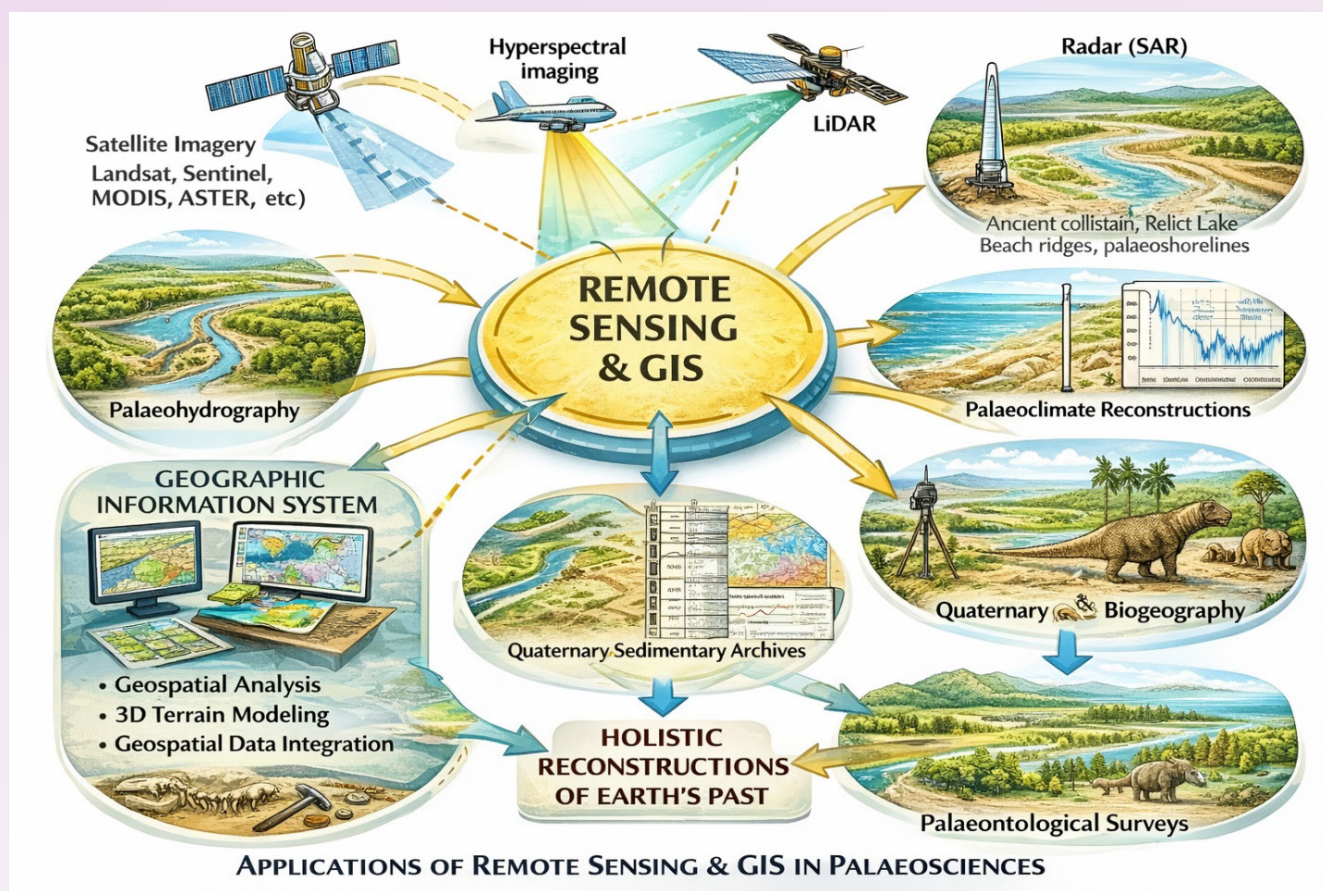 Hyperspectral
imaging
Radar (SAR)
LiDAR
Satellite Imagery
Landsat, Sentinel,
MODIS, ASTER, etc)
Ancient collistain, Relict Lake
Beach ridges, palaeoshorelines
REMOTE
SENSING
& GIS
Palaeohydrography
Palaeoclimate Reconstructions
GEOGRAPHIC
INFORMATION SYSTEM
• Geospatial Analysis
• 3D Terrain Modeling
• Geospatial Data Integration
Quaternary Sedimentary Archives
Quaternary Biogeography
HOLISTIC
RECONSTRUCTIONS
OF EARTH'S PAST
Palaeontological Surveys
APPLICATIONS OF REMOTE SENSING & GIS IN PALAEOSCIENCES